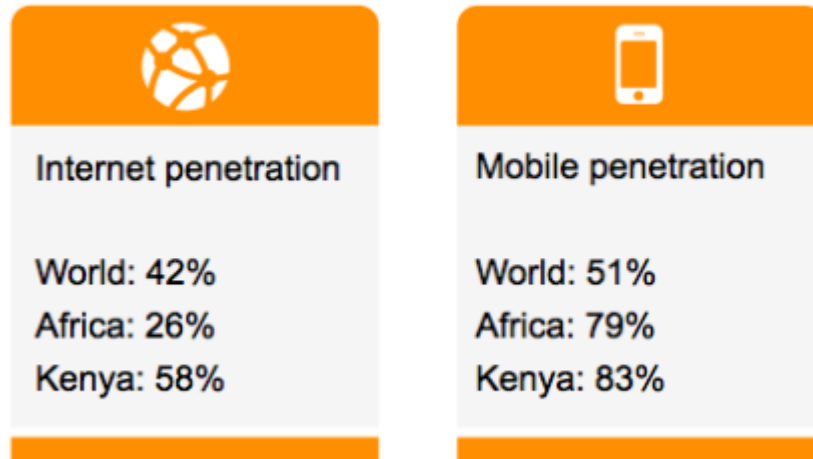 Internet penetration
World: 42%
Africa: 26%
Kenya: 58%
Mobile penetration
World: 51%
Africa: 79%
Kenya: 83%